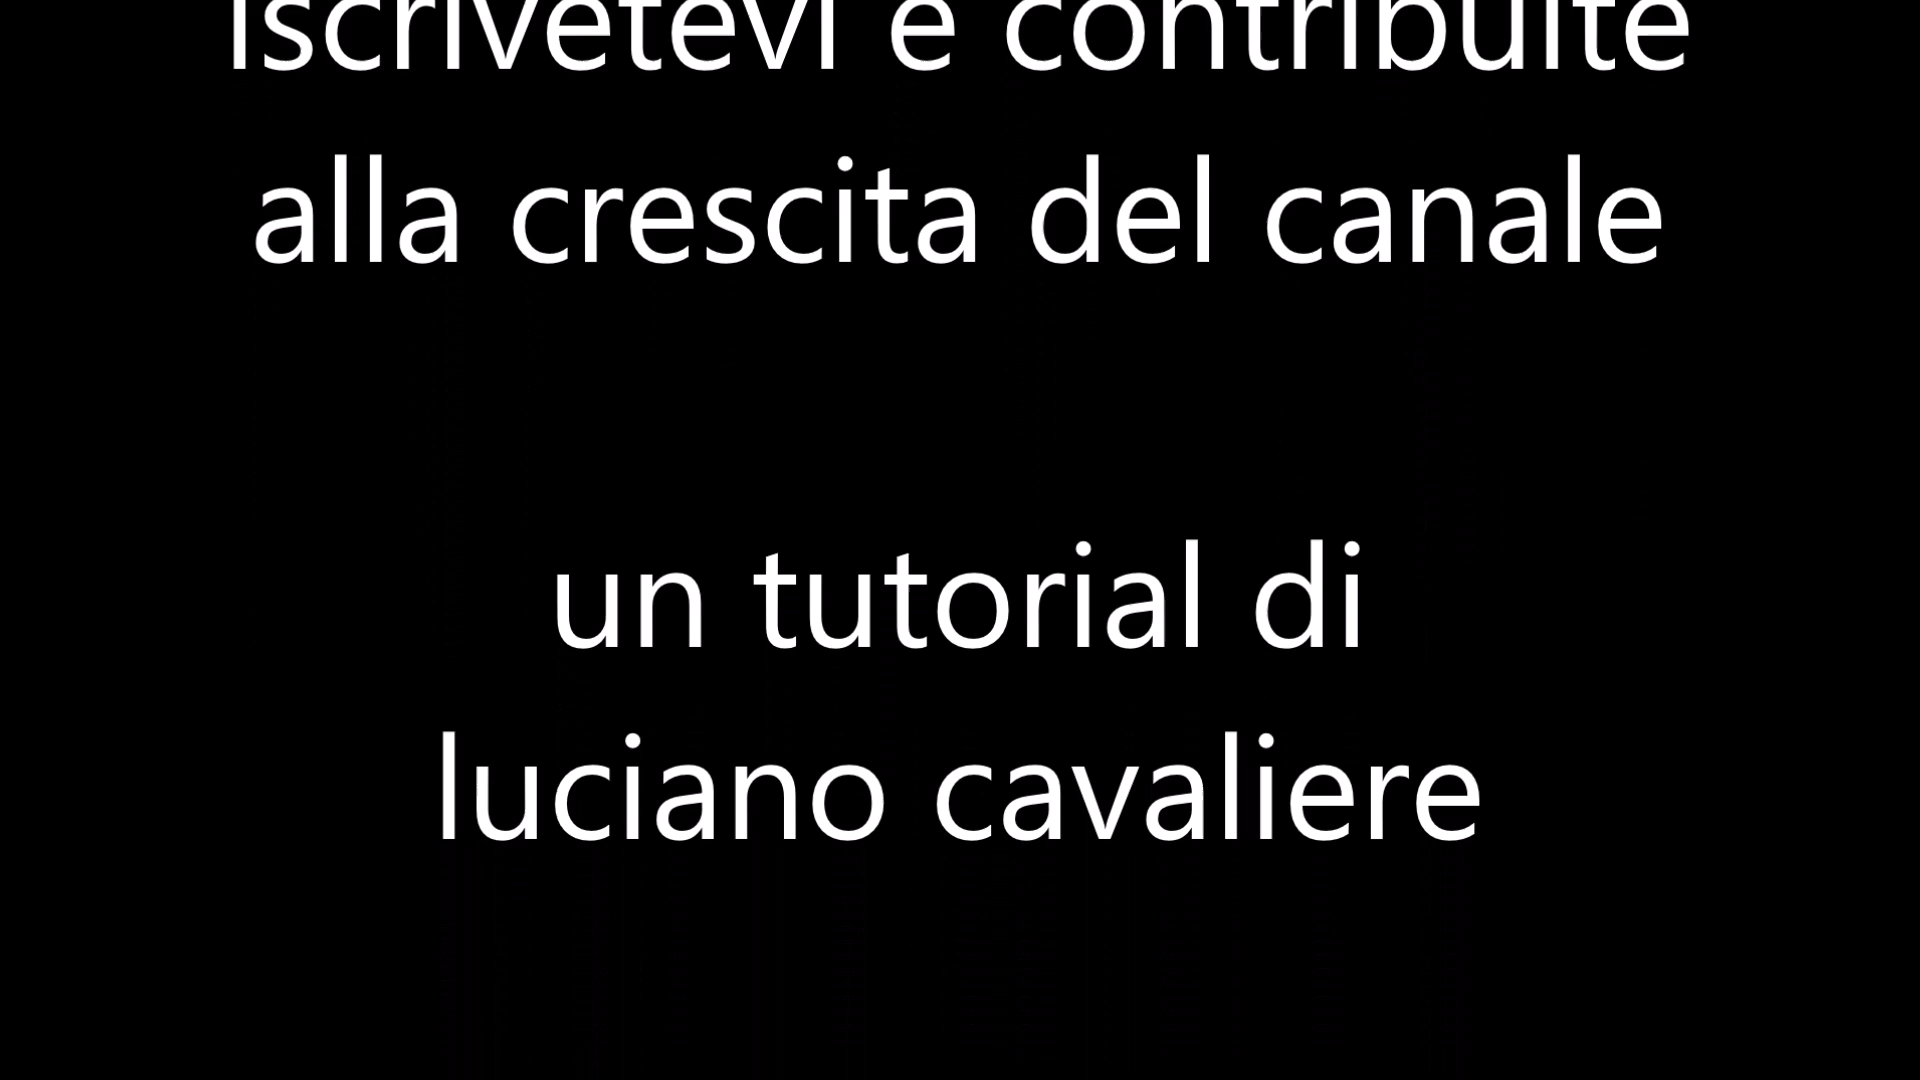 iscrivetevi e contribuite
alla crescita del canale
un tutorial di
luciano cavaliere